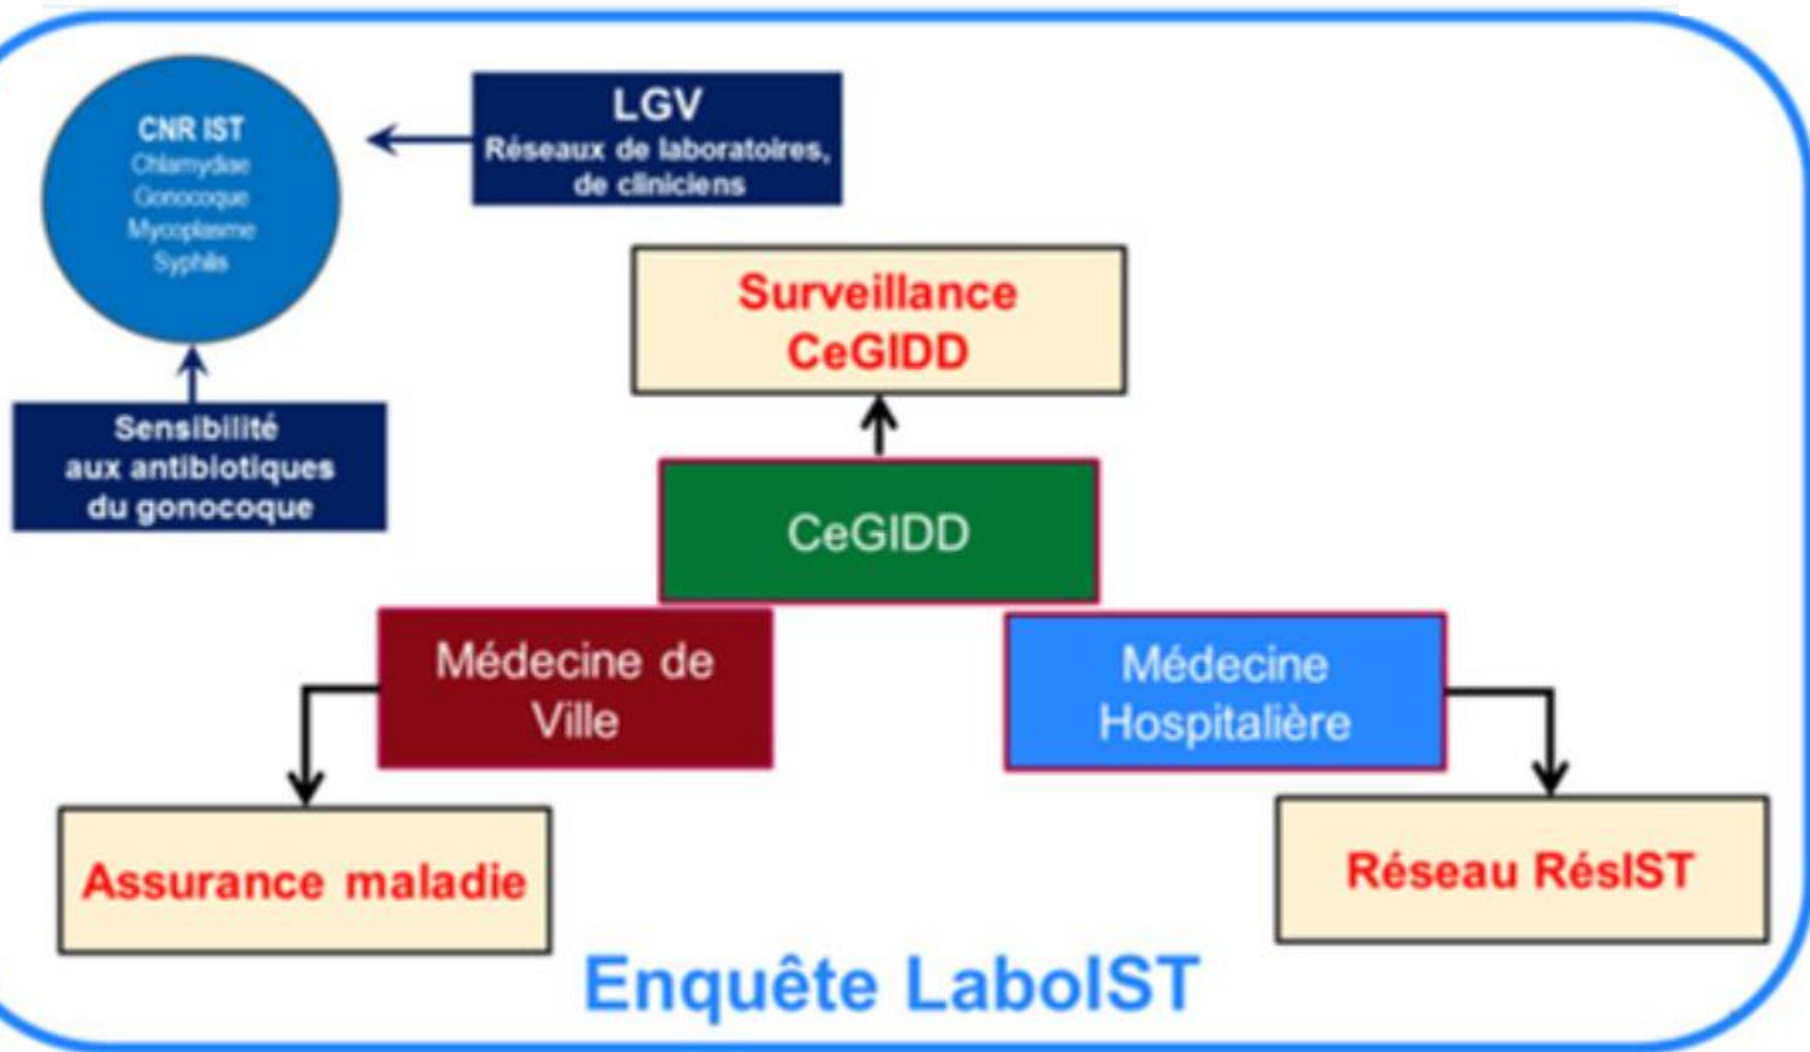 CNR IST
Chlamydiae
Gonocoque
Mycoplasme
Syphilis
LGV
Réseaux de laboratoires,
de cliniciens
Surveillance
CeGIDD
Sensibilité
aux antibiotiques
du gonocoque
CeGIDD
Médecine de
Ville
Médecine
Hospitalière
Assurance maladie
Réseau RésIST
Enquête LaboIST